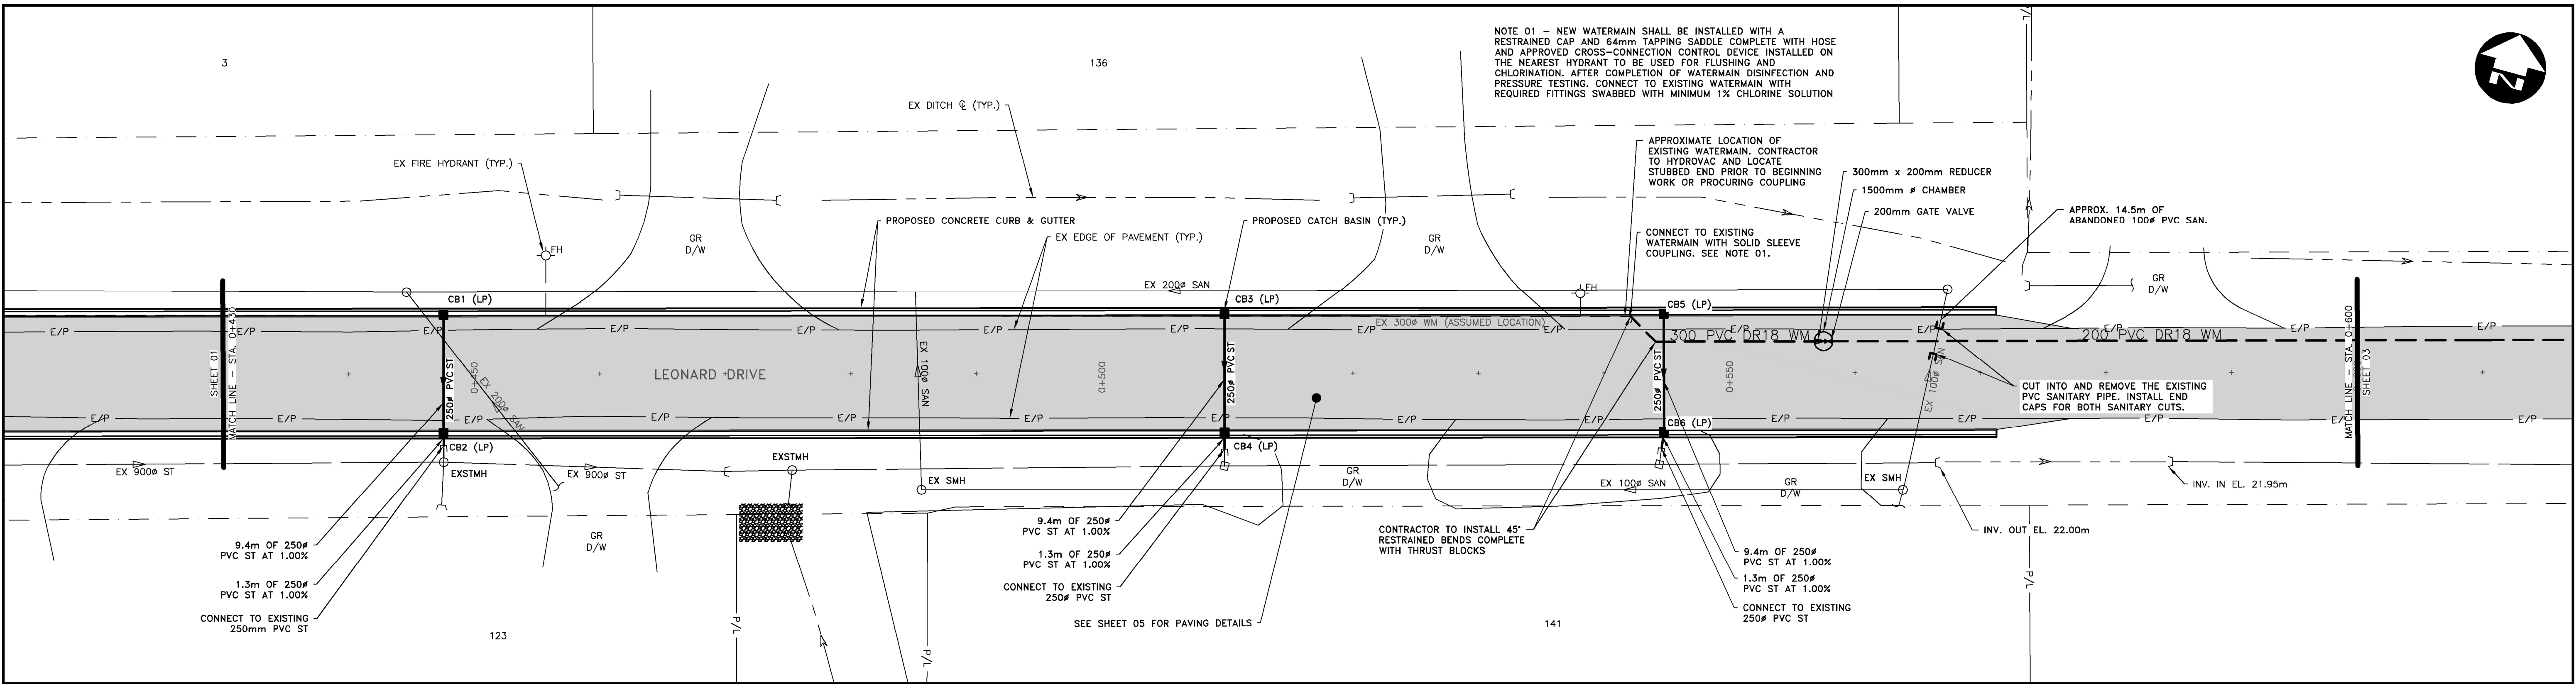 NOTE 01 – NEW WATERMAIN SHALL BE INSTALLED WITH A
RESTRAINED CAP AND 64mm TAPPING SADDLE COMPLETE WITH HOSE
AND APPROVED CROSS–CONNECTION CONTROL DEVICE INSTALLED ON
THE NEAREST HYDRANT TO BE USED FOR FLUSHING AND
CHLORINATION. AFTER COMPLETION OF WATERMAIN DISINFECTION AND
PRESSURE TESTING. CONNECT TO EXISTING WATERMAIN WITH
REQUIRED FITTINGS SWABBED WITH MINIMUM 1% CHLORINE SOLUTION
P/L
N
3
136
EX DITCH ℄ (TYP.)
EX FIRE HYDRANT (TYP.)
APPROXIMATE LOCATION OF
EXISTING WATERMAIN. CONTRACTOR
TO HYDROVAC AND LOCATE
STUBBED END PRIOR TO BEGINNING
WORK OR PROCURING COUPLING
300mm x 200mm REDUCER
1500mm ø CHAMBER
200mm GATE VALVE
APPROX. 14.5m OF
ABANDONED 100ø PVC SAN.
PROPOSED CONCRETE CURB & GUTTER
EX EDGE OF PAVEMENT (TYP.)
PROPOSED CATCH BASIN (TYP.)
CONNECT TO EXISTING
WATERMAIN WITH SOLID SLEEVE
COUPLING. SEE NOTE 01.
FH
GR
D/W
GR
D/W
GR
D/W
EX 200ø SAN
FH
CB1 (LP)
CB3 (LP)
CB5 (LP)
EX 300ø WM (ASSUMED LOCATION)
E/P
E/P
E/P
E/P
E/P
E/P
E/P
E/P
E/P
E/P
E/P
E/P
E/P
300 PVC DR18 WM
200 PVC DR18 WM
SHEET 01
MATCH LINE – STA. 0+430
250ø PVC ST
0+450
EX 200ø SAN
LEONARD DRIVE
EX 100ø SAN
0+500
250ø PVC ST
250ø PVC ST
0+550
EX 100ø SAN
MATCH LINE – STA. 0+600
SHEET 03
CUT INTO AND REMOVE THE EXISTING
PVC SANITARY PIPE. INSTALL END
CAPS FOR BOTH SANITARY CUTS.
E/P
E/P
E/P
E/P
E/P
E/P
E/P
E/P
E/P
E/P
E/P
E/P
E/P
CB2 (LP)
CB4 (LP)
CB6 (LP)
EX 900ø ST
EXSTMH
EX 900ø ST
EXSTMH
EX SMH
GR
D/W
EX 100ø SAN
GR
D/W
EX SMH
INV. IN EL. 21.95m
INV. OUT EL. 22.00m
GR
D/W
9.4m OF 250ø
PVC ST AT 1.00%
1.3m OF 250ø
PVC ST AT 1.00%
CONNECT TO EXISTING
250mm PVC ST
9.4m OF 250ø
PVC ST AT 1.00%
1.3m OF 250ø
PVC ST AT 1.00%
CONNECT TO EXISTING
250ø PVC ST
CONTRACTOR TO INSTALL 45°
RESTRAINED BENDS COMPLETE
WITH THRUST BLOCKS
9.4m OF 250ø
PVC ST AT 1.00%
1.3m OF 250ø
PVC ST AT 1.00%
CONNECT TO EXISTING
250ø PVC ST
SEE SHEET 05 FOR PAVING DETAILS
123
141
P/L
P/L
P/L